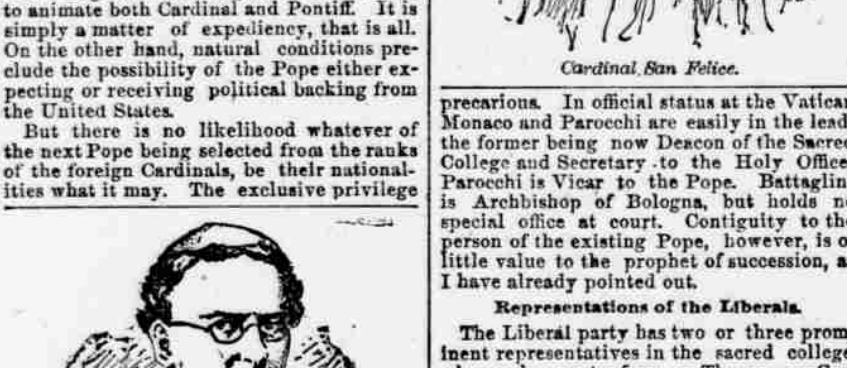 to animate both Cardinal and Pontiff. It is
simply a matter of expediency, that is all.
On the other hand, natural conditions pre-
clude the possibility of the Pope either ex-
pecting or receiving political backing from
the United States.
But there is no likelihood whatever of
the next Pope being selected from the ranks
of the foreign Cardinals, be their national-
ities what it may. The exclusive privilege
Cardinal San Felice.
precarious. In official status at the Vatican
Monaco and Parocchi are easily in the lead
the former being now Deacon of the Sacred
College and Secretary to the Holy Office
Parocchi is Vicar to the Pope. Battaglin
is Archbishop of Bologna, but holds n
special office at court. Contiguity to the
person of the existing Pope, however, is o
little value to the prophet of succession, a
I have already pointed out.
Representations of the Liberals.
The Liberal party has two or three prom
inent representatives in the sacred college